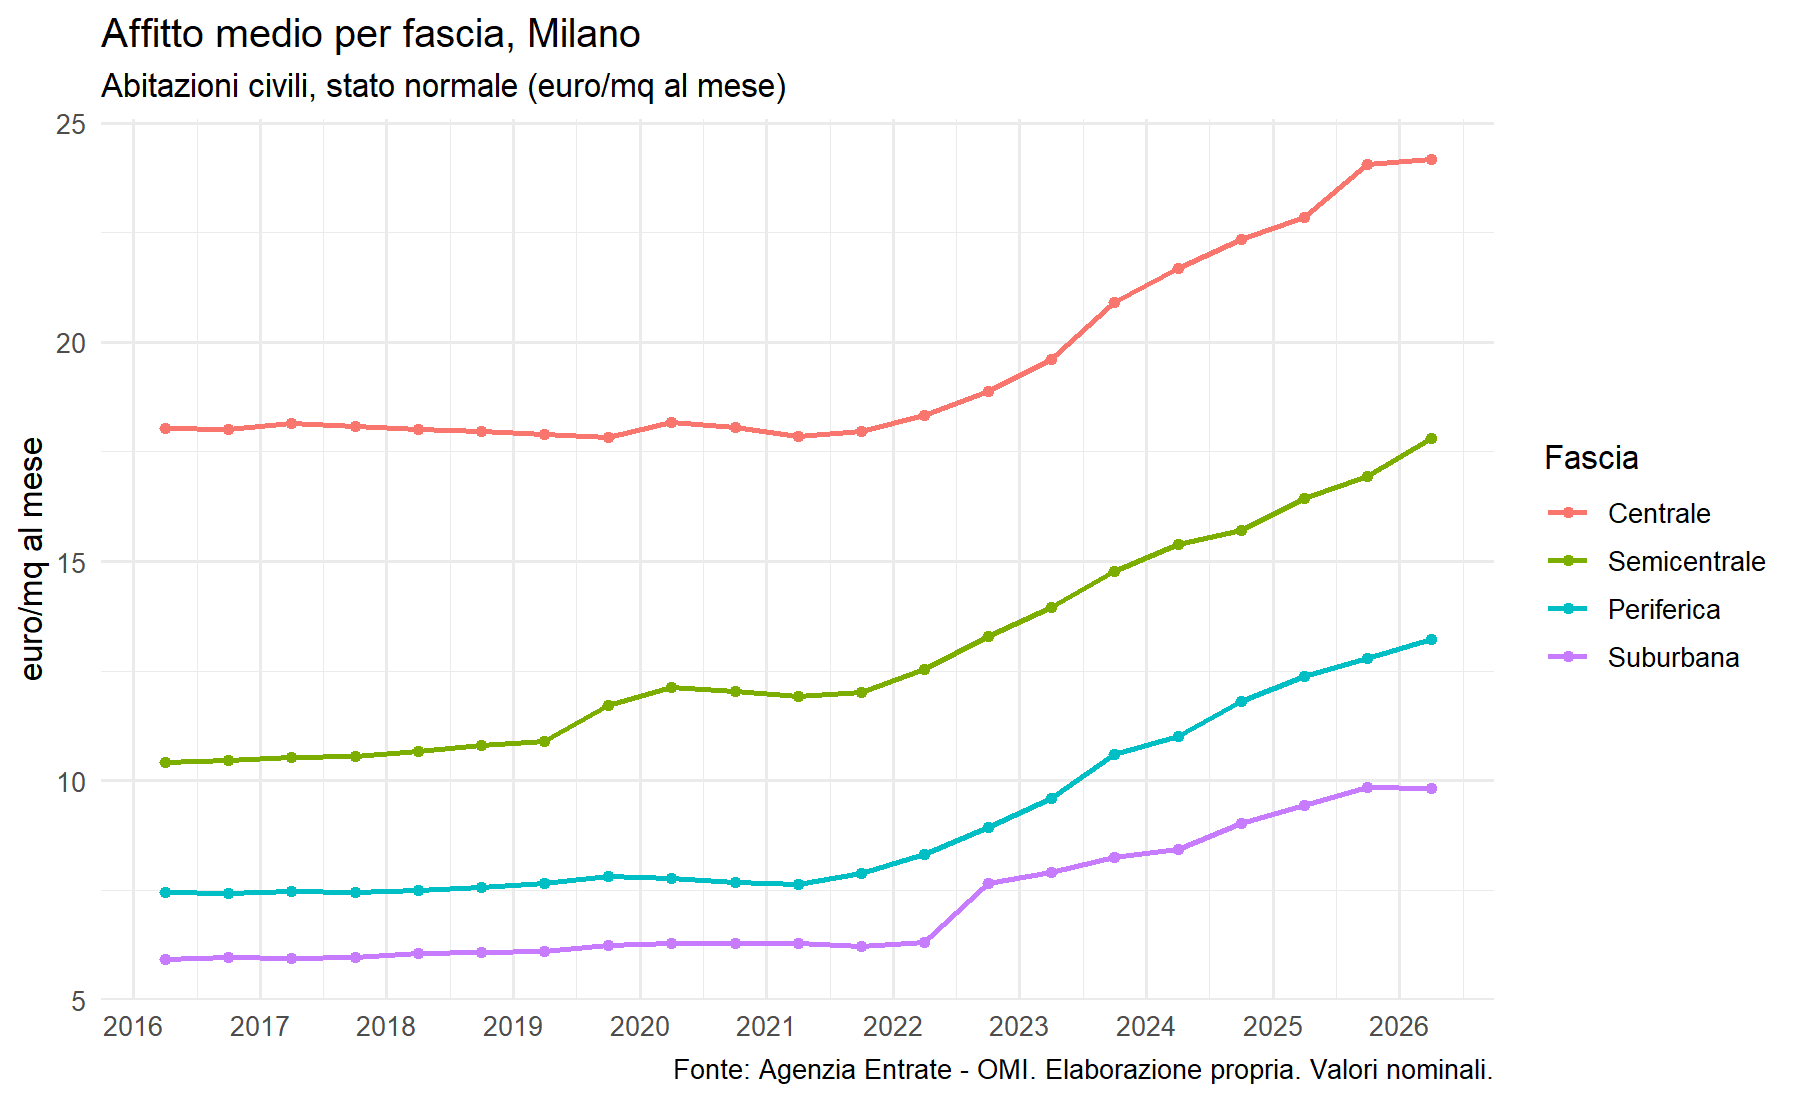 Affitto medio per fascia, Milano
Abitazioni civili, stato normale (euro/mq al mese)
euro/mq al mese
25
20
15
10
5
2016 2017 2018 2019 2020 2021 2022 2023 2024 2025 2026
Fascia
Centrale
Semicentrale
Periferica
Suburbana
Fonte: Agenzia Entrate - OMI. Elaborazione propria. Valori nominali.